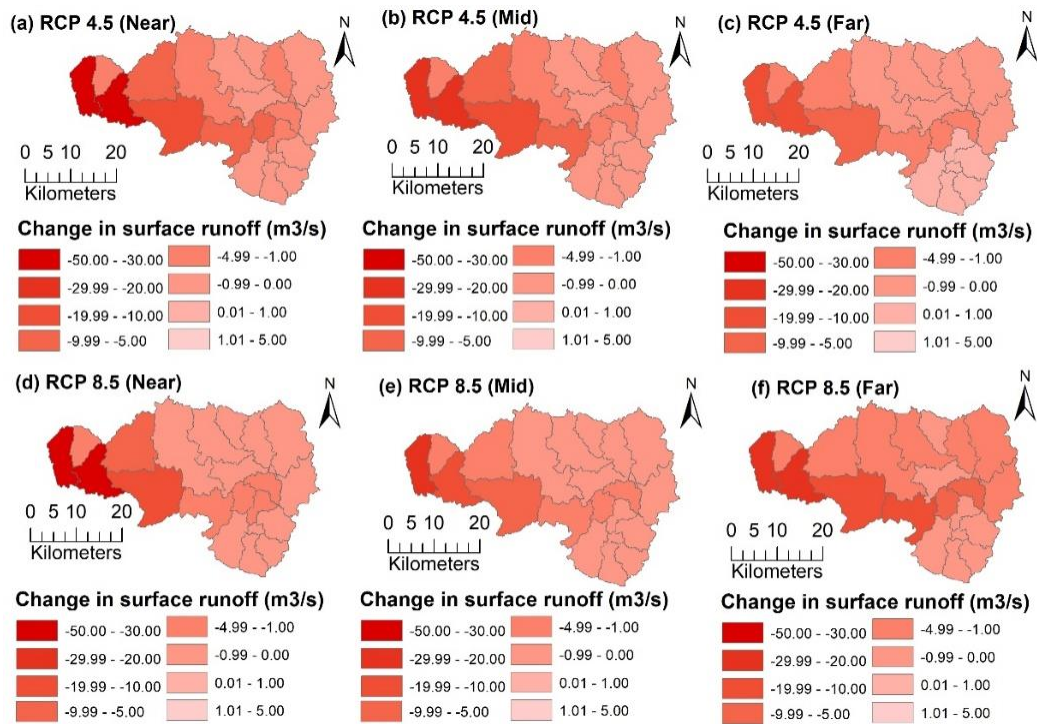 (a) RCP 4.5 (Near)
N
0 5 10 20
Kilometers
Change in surface runoff (m3/s)
-50.00 - -30.00
-29.99 - -20.00
-19.99 - -10.00
-9.99 - -5.00
-4.99 - -1.00
-0.99 - 0.00
0.01 - 1.00
1.01 - 5.00
(b) RCP 4.5 (Mid)
N
0 5 10 20
Kilometers
Change in surface runoff (m3/s)
-50.00 - -30.00
-29.99 - -20.00
-19.99 - -10.00
-9.99 - -5.00
-4.99 - -1.00
-0.99 - 0.00
0.01 - 1.00
1.01 - 5.00
(c) RCP 4.5 (Far)
N
0 5 10 20
Kilometers
Change in surface runoff (m3/s)
-50.00 - -30.00
-29.99 - -20.00
-19.99 - -10.00
-9.99 - -5.00
-4.99 - -1.00
-0.99 - 0.00
0.01 - 1.00
1.01 - 5.00
(d) RCP 8.5 (Near)
N
0 5 10 20
Kilometers
Change in surface runoff (m3/s)
-50.00 - -30.00
-29.99 - -20.00
-19.99 - -10.00
-9.99 - -5.00
-4.99 - -1.00
-0.99 - 0.00
0.01 - 1.00
1.01 - 5.00
(e) RCP 8.5 (Mid)
N
0 5 10 20
Kilometers
Change in surface runoff (m3/s)
-50.00 - -30.00
-29.99 - -20.00
-19.99 - -10.00
-9.99 - -5.00
-4.99 - -1.00
-0.99 - 0.00
0.01 - 1.00
1.01 - 5.00
(f) RCP 8.5 (Far)
N
0 5 10 20
Kilometers
Change in surface runoff (m3/s)
-50.00 - -30.00
-29.99 - -20.00
-19.99 - -10.00
-9.99 - -5.00
-4.99 - -1.00
-0.99 - 0.00
0.01 - 1.00
1.01 - 5.00